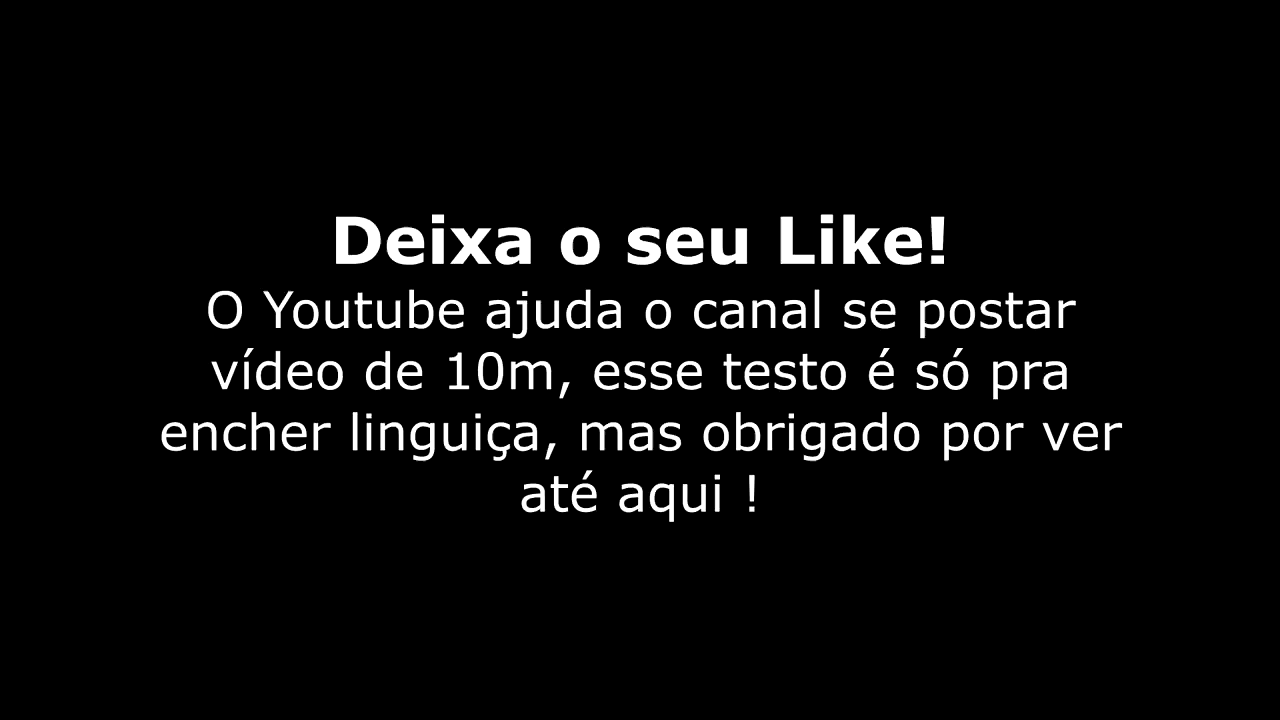 Deixa o seu Like!
O Youtube ajuda o canal se postar
vídeo de 10m, esse testo é só pra
encher linguiça, mas obrigado por ver
até aqui !